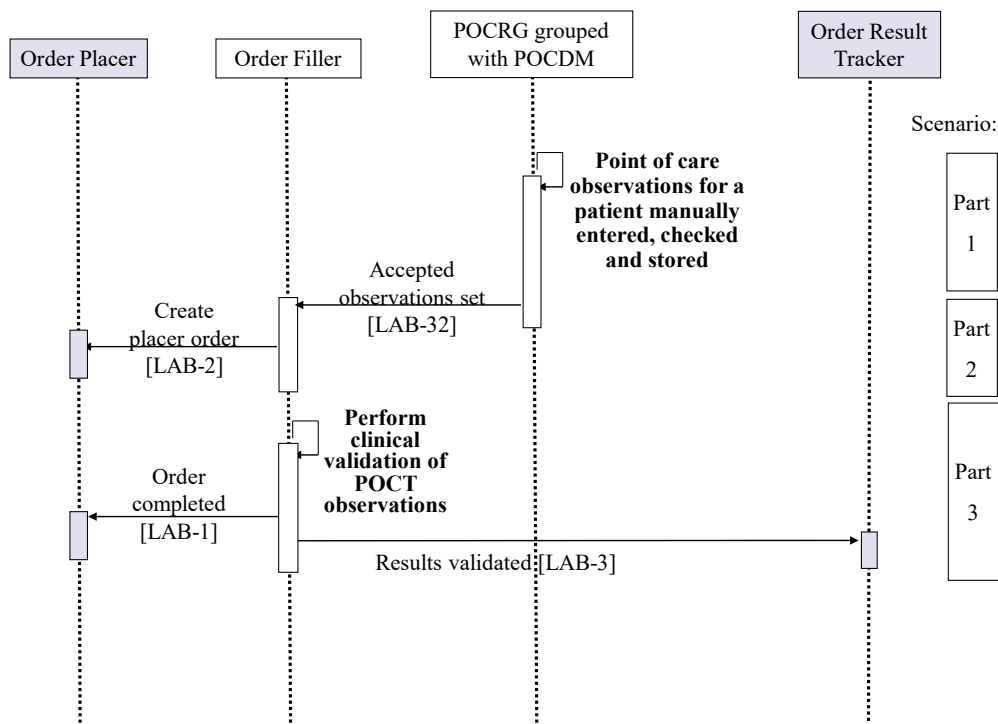 Order Placer
Order Filler
POCRG grouped
with POCDM
Order Result
Tracker
Scenario:
Point of care
observations for a
patient manually
entered, checked
and stored
Part
1
Accepted
observations set
[LAB-32]
Create
placer order
[LAB-2]
Part
2
Perform
clinical
validation of
POCT
observations
Order
completed
[LAB-1]
Part
3
Results validated [LAB-3]